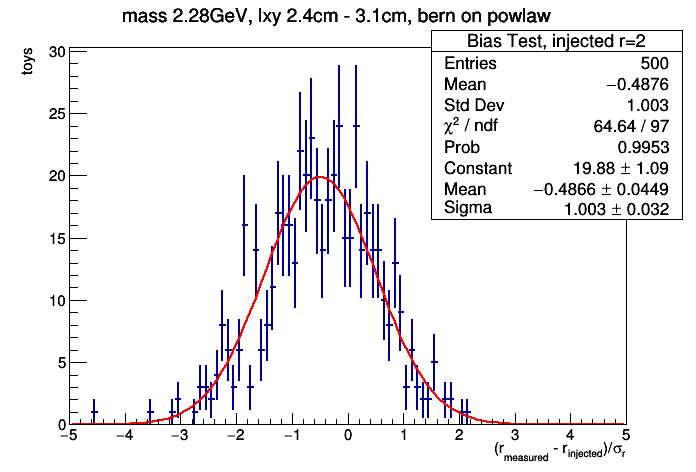 mass 2.28GeV, lxy 2.4cm - 3.1cm, bern on powlaw
Bias Test, injected r=2
Entries 500
Mean −0.4876
Std Dev 1.003
χ² / ndf 64.64 / 97
Prob 0.9953
Constant 19.88 ± 1.09
Mean −0.4866 ± 0.0449
Sigma 1.003 ± 0.032
toys
30
25
20
15
10
5
0
−5 −4 −3 −2 −1 0 1 2 3 4 5
(r_measured - r_injected)/σ_r